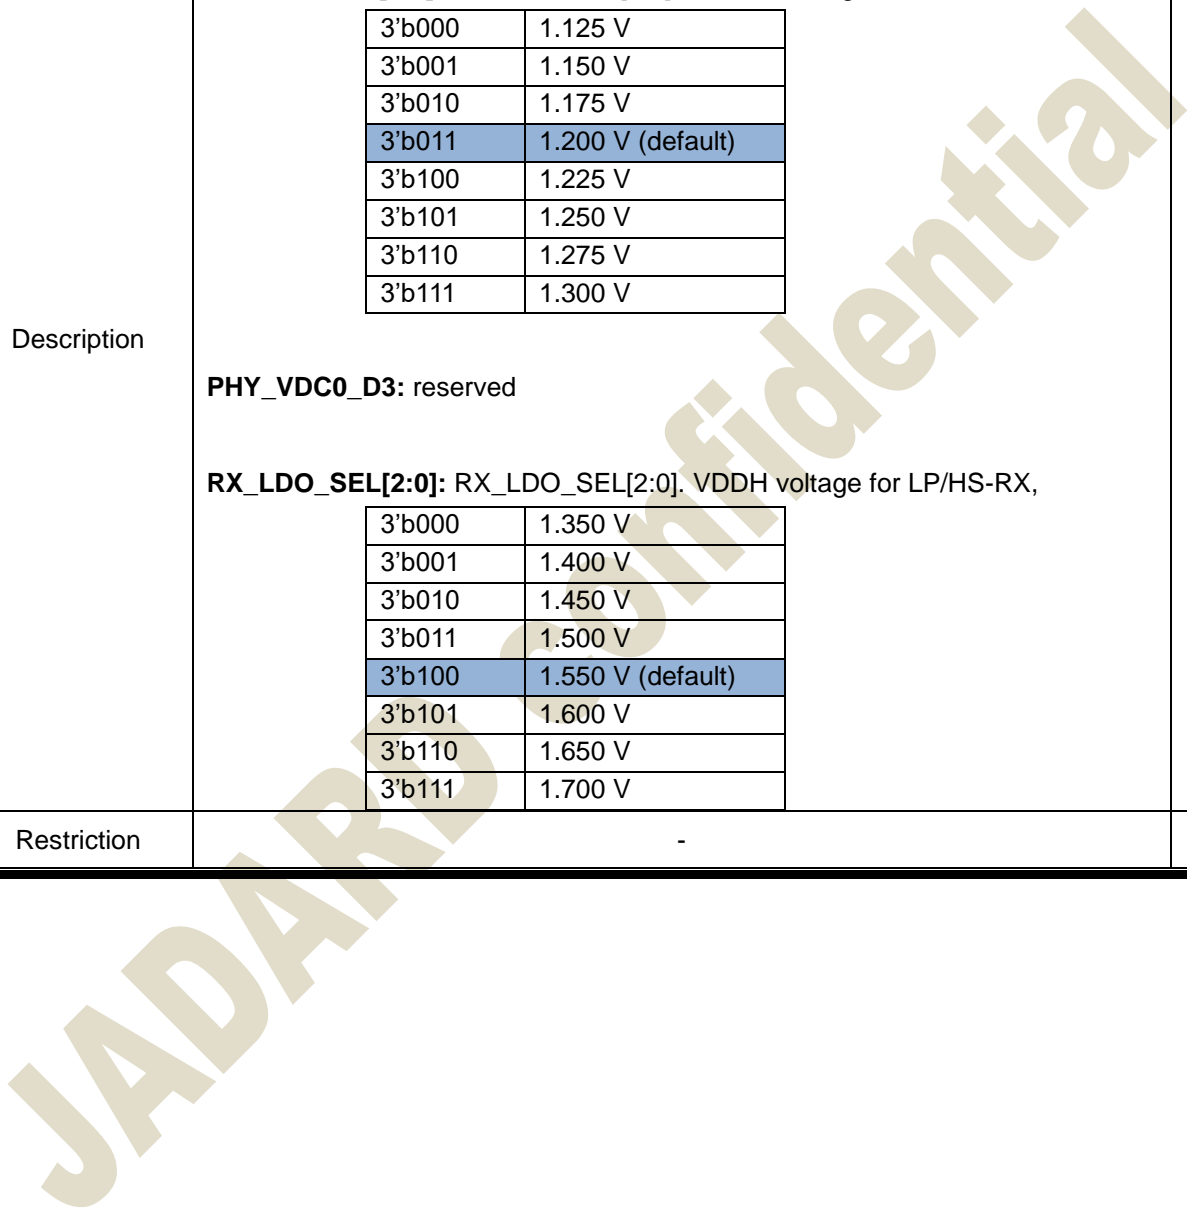 3'b000 1.125 V
3'b001 1.150 V
3'b010 1.175 V
3'b011 1.200 V (default)
3'b100 1.225 V
3'b101 1.250 V
3'b110 1.275 V
3'b111 1.300 V
Description
PHY_VDC0_D3: reserved
RX_LDO_SEL[2:0]: RX_LDO_SEL[2:0]. VDDH voltage for LP/HS-RX,
3'b000 1.350 V
3'b001 1.400 V
3'b010 1.450 V
3'b011 1.500 V
3'b100 1.550 V (default)
3'b101 1.600 V
3'b110 1.650 V
3'b111 1.700 V
Restriction -
JADARD confidential